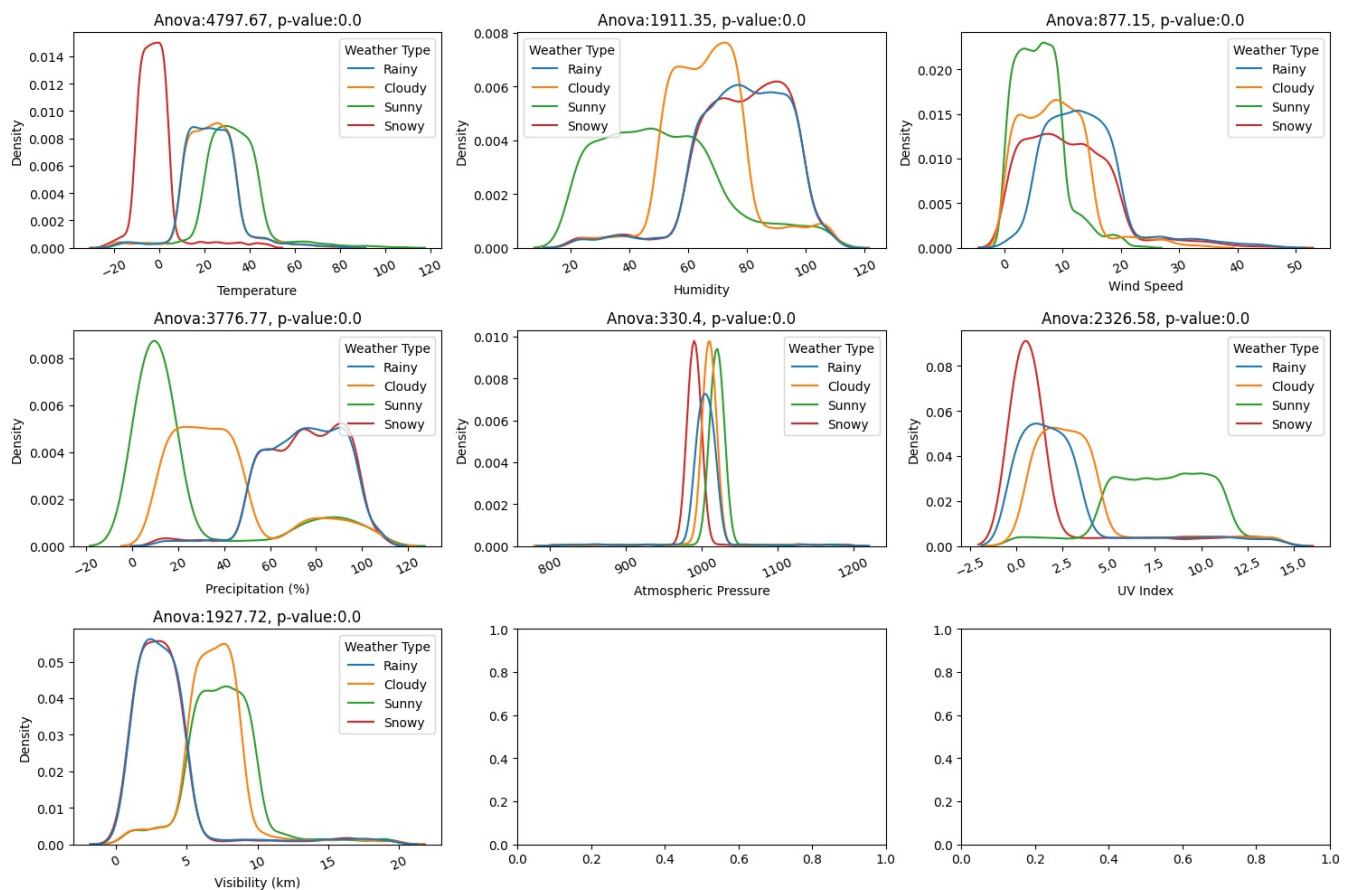 Anova:4797.67, p-value:0.0
Density
0.014
0.012
0.010
0.008
0.006
0.004
0.002
0.000
Weather Type
Rainy
Cloudy
Sunny
Snowy
−20
0
20
40
60
80
100
120
Temperature
Anova:1911.35, p-value:0.0
Density
0.008
0.006
0.004
0.002
0.000
Weather Type
Rainy
Cloudy
Sunny
Snowy
20
40
60
80
100
120
Humidity
Anova:877.15, p-value:0.0
Density
0.020
0.015
0.010
0.005
0.000
Weather Type
Rainy
Cloudy
Sunny
Snowy
0
10
20
30
40
50
Wind Speed
Anova:3776.77, p-value:0.0
Density
0.008
0.006
0.004
0.002
0.000
Weather Type
Rainy
Cloudy
Sunny
Snowy
−20
0
20
40
60
80
100
120
Precipitation (%)
Anova:330.4, p-value:0.0
Density
0.010
0.008
0.006
0.004
0.002
0.000
Weather Type
Rainy
Cloudy
Sunny
Snowy
800
900
1000
1100
1200
Atmospheric Pressure
Anova:2326.58, p-value:0.0
Density
0.08
0.06
0.04
0.02
0.00
Weather Type
Rainy
Cloudy
Sunny
Snowy
−2.5
0.0
2.5
5.0
7.5
10.0
12.5
15.0
UV Index
Anova:1927.72, p-value:0.0
Density
0.05
0.04
0.03
0.02
0.01
0.00
Weather Type
Rainy
Cloudy
Sunny
Snowy
0
5
10
15
20
Visibility (km)
1.0
0.8
0.6
0.4
0.2
0.0
0.0
0.2
0.4
0.6
0.8
1.0
1.0
0.8
0.6
0.4
0.2
0.0
0.0
0.2
0.4
0.6
0.8
1.0